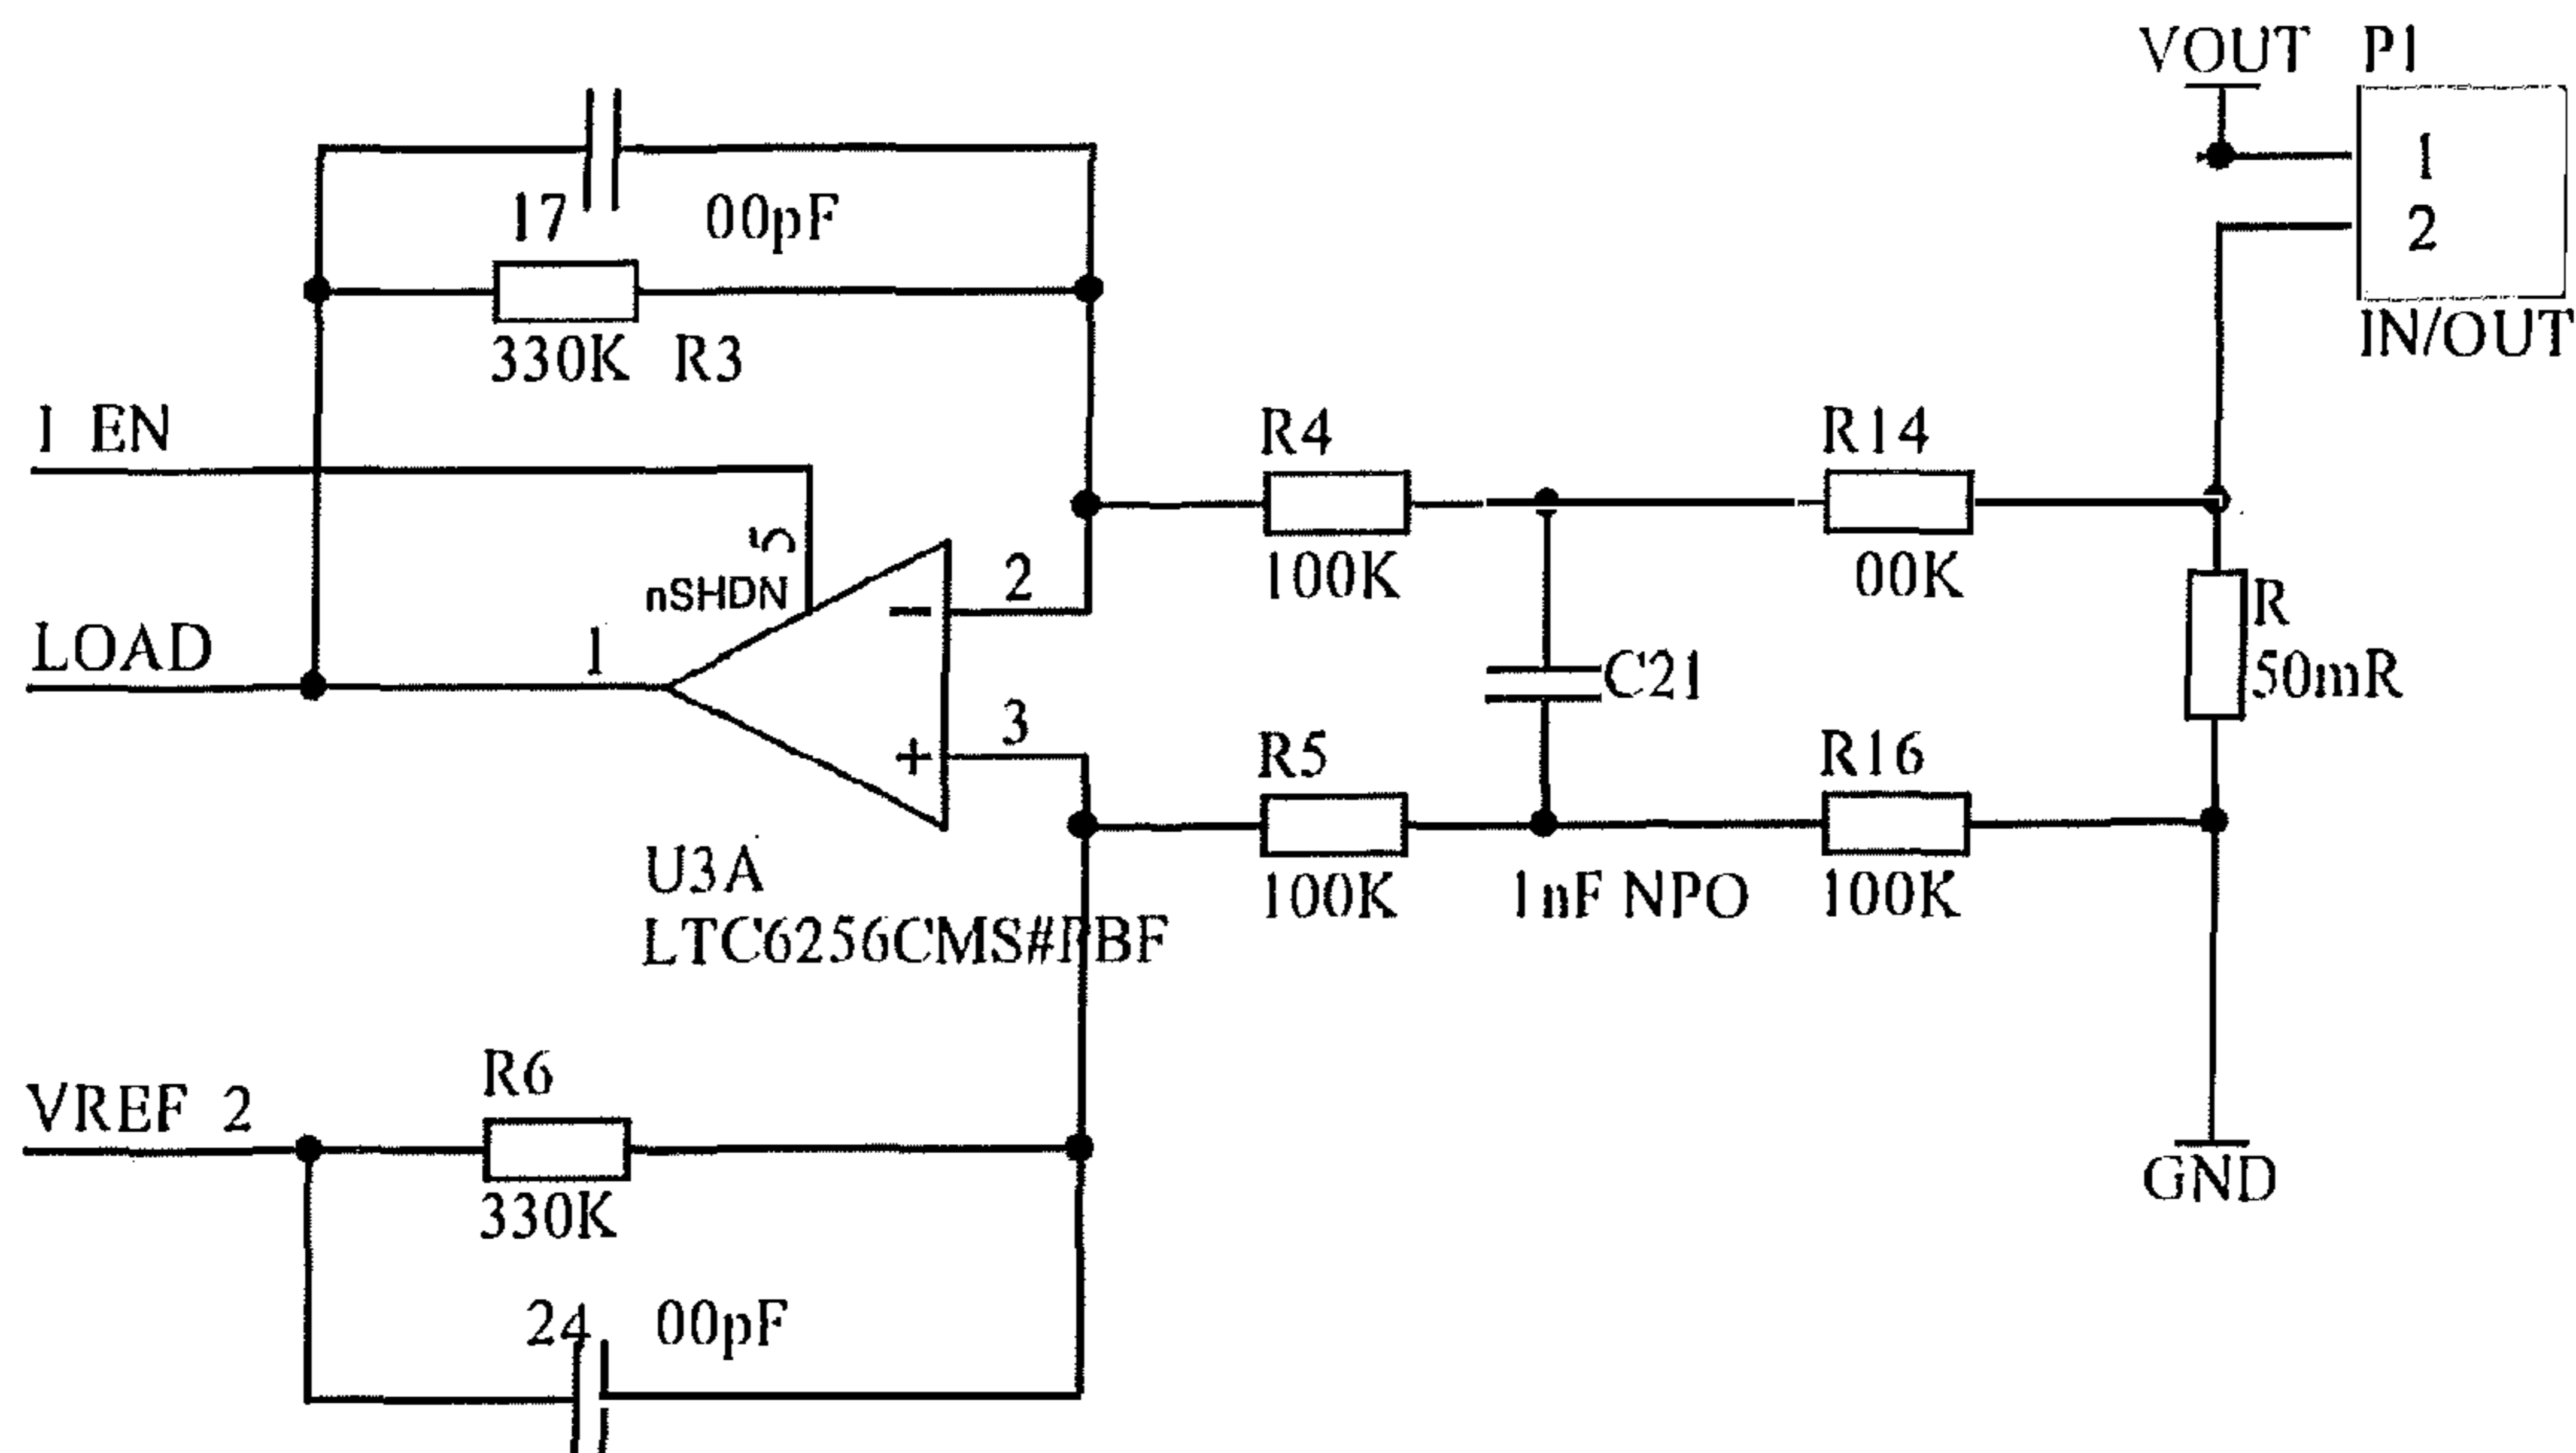 VOUT P1
1
17 00pF
2
IN/OUT
330K R3
I EN
R4
R14
5
nSHDN
2
100K
00K
R
LOAD
1
C21
50mR
3
R5
R16
U3A
100K
1nF NPO
100K
LTC6256CMS#PBF
R6
VREF 2
GND
330K
24 00pF